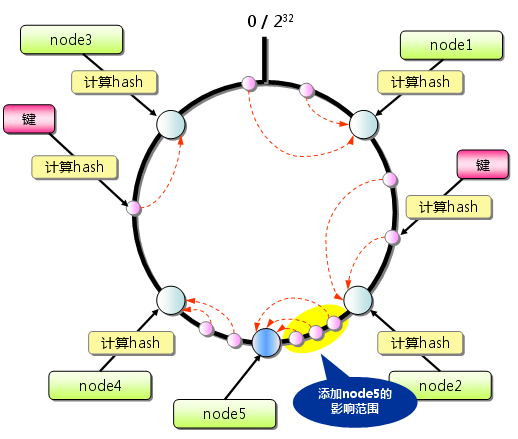 0 / 2³²
node3
node1
计算hash
计算hash
键
键
计算hash
计算hash
计算hash
计算hash
node4
node2
添加node5的
影响范围
node5